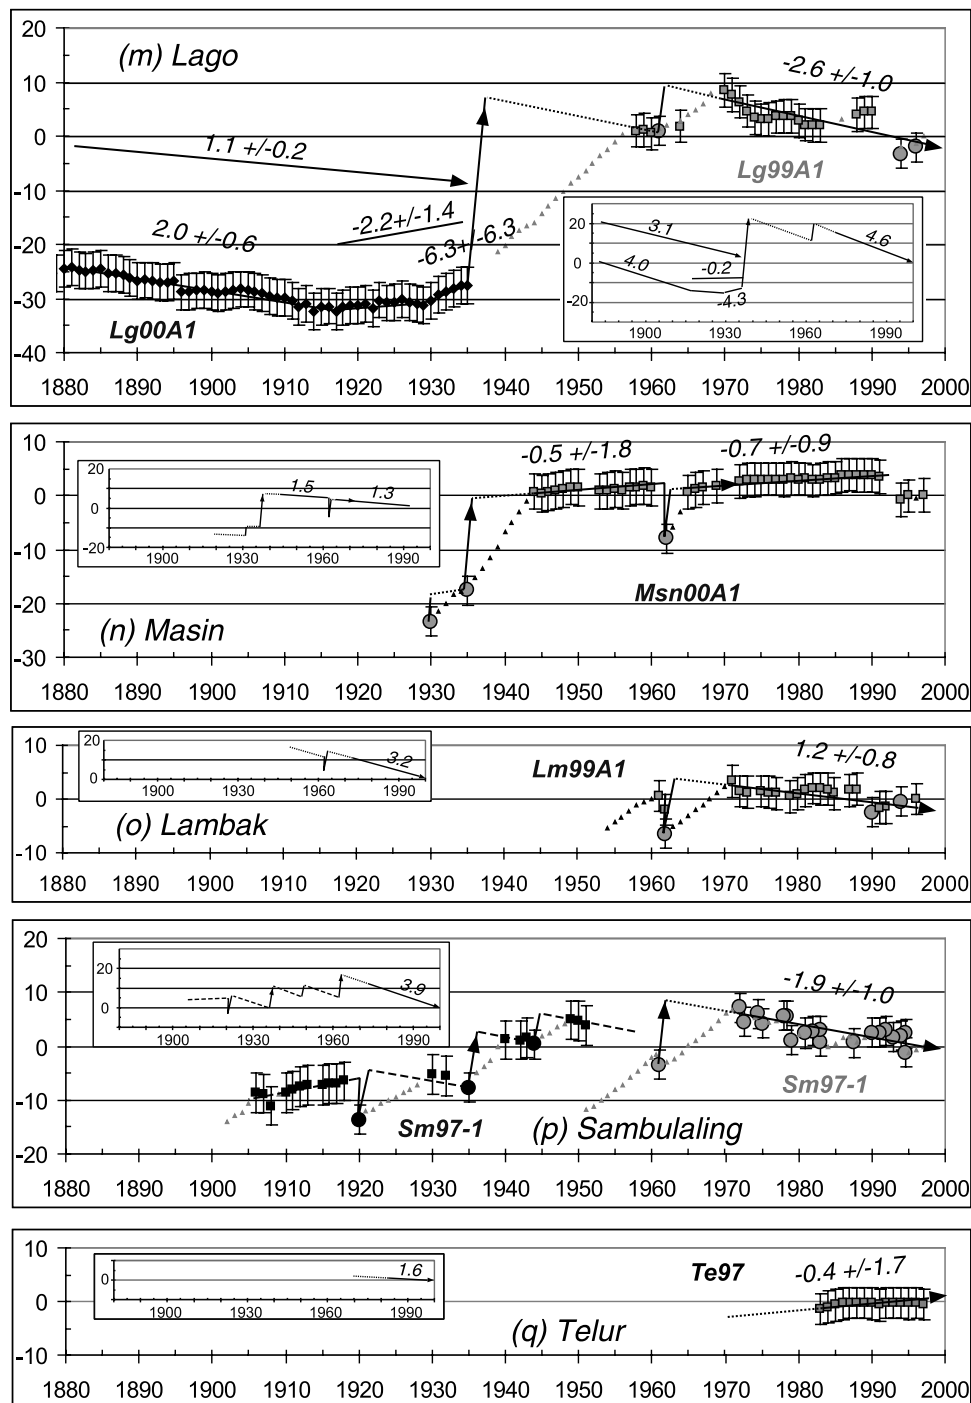 (m) Lago
20
10
0
-10
-20
-30
-40
1.1 +/-0.2
2.0 +/-0.6
-2.2+/-1.4
-6.3+/-6.3
-2.6 +/-1.0
Lg99A1
Lg00A1
20
0
-20
3.1
4.0
-0.2
-4.3
4.6
1900 1930 1960 1990
1880 1890 1900 1910 1920 1930 1940 1950 1960 1970 1980 1990 2000
10
0
-10
-20
-30
20
0
-20
1.5
1.3
1900 1930 1960 1990
-0.5 +/-1.8
-0.7 +/-0.9
Msn00A1
(n) Masin
1880 1890 1900 1910 1920 1930 1940 1950 1960 1970 1980 1990 2000
10
0
-10
20
0
3.2
1900 1930 1960 1990
Lm99A1
1.2 +/-0.8
(o) Lambak
1880 1890 1900 1910 1920 1930 1940 1950 1960 1970 1980 1990 2000
20
10
0
-10
-20
20
0
3.9
1900 1930 1960 1990
-1.9 +/-1.0
Sm97-1
Sm97-1
(p) Sambulaling
1880 1890 1900 1910 1920 1930 1940 1950 1960 1970 1980 1990 2000
10
0
-10
0
1.6
1900 1930 1960 1990
Te97
-0.4 +/-1.7
(q) Telur
1880 1890 1900 1910 1920 1930 1940 1950 1960 1970 1980 1990 2000